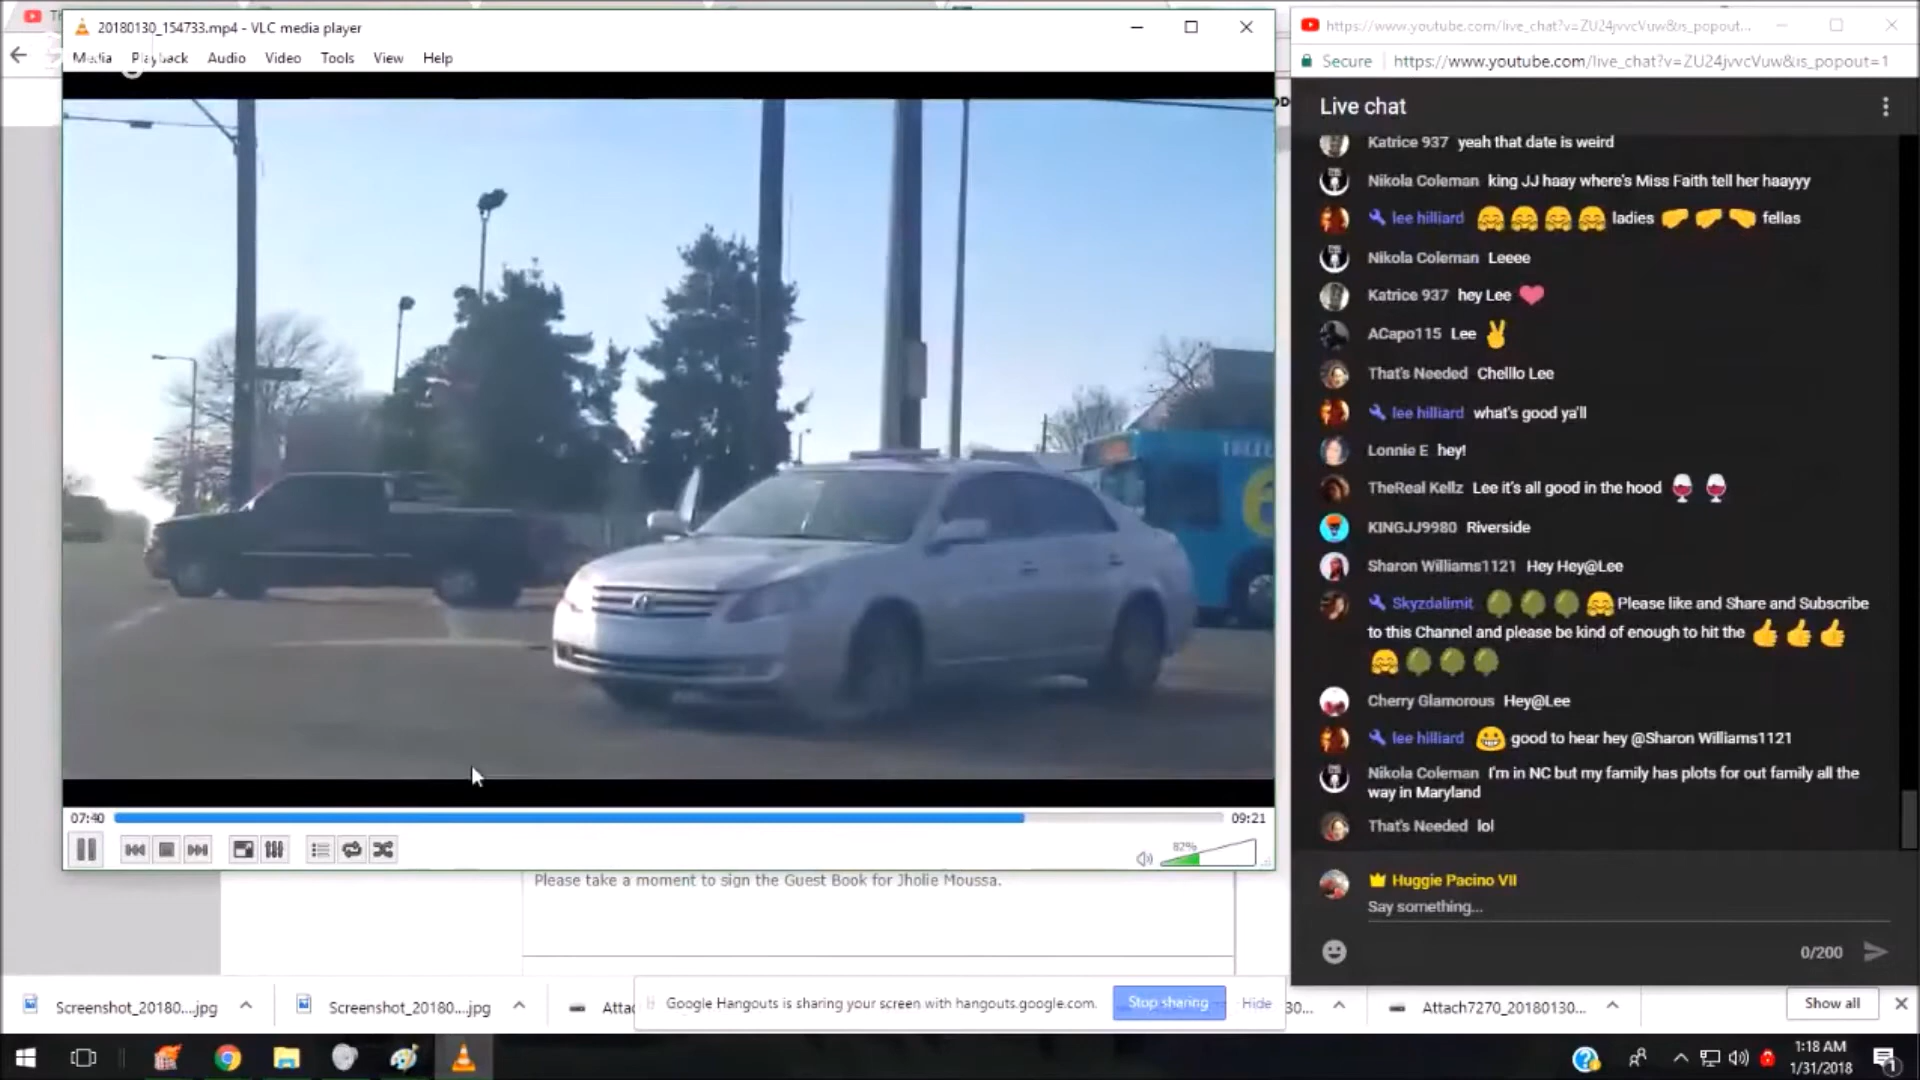 20180130_154733.mp4 - VLC media player
Media Playback Audio Video Tools View Help
07:40
09:21
82%
Please take a moment to sign the Guest Book for Jholie Moussa.
https://www.youtube.com/live_chat?v=ZU24jvvcVuw&is_popout...
Secure https://www.youtube.com/live_chat?v=ZU24jvvcVuw&is_popout=1
Live chat
Katrice 937 yeah that date is weird
Nikola Coleman king JJ haay where's Miss Faith tell her haayyy
lee hilliard 🤗🤗🤗🤗 ladies 🤛🤛🤜 fellas
Nikola Coleman Leeee
Katrice 937 hey Lee ❤
ACapo115 Lee ✌
That's Needed Chelllo Lee
lee hilliard what's good ya'll
Lonnie E hey!
TheReal Kellz Lee it's all good in the hood 🍷🍷
KINGJJ9980 Riverside
Sharon Williams1121 Hey Hey@Lee
Skyzdalimit 🤗 Please like and Share and Subscribe
to this Channel and please be kind of enough to hit the 👍👍👍
🤗
Cherry Glamorous Hey@Lee
lee hilliard 😀 good to hear hey @Sharon Williams1121
Nikola Coleman I'm in NC but my family has plots for out family all the
way in Maryland
That's Needed lol
Huggie Pacino VII
Say something...
0/200
Screenshot_20180....jpg
Screenshot_20180....jpg
Google Hangouts is sharing your screen with hangouts.google.com. Stop sharing Hide
Attach7270_20180130...
Show all
1:18 AM
1/31/2018